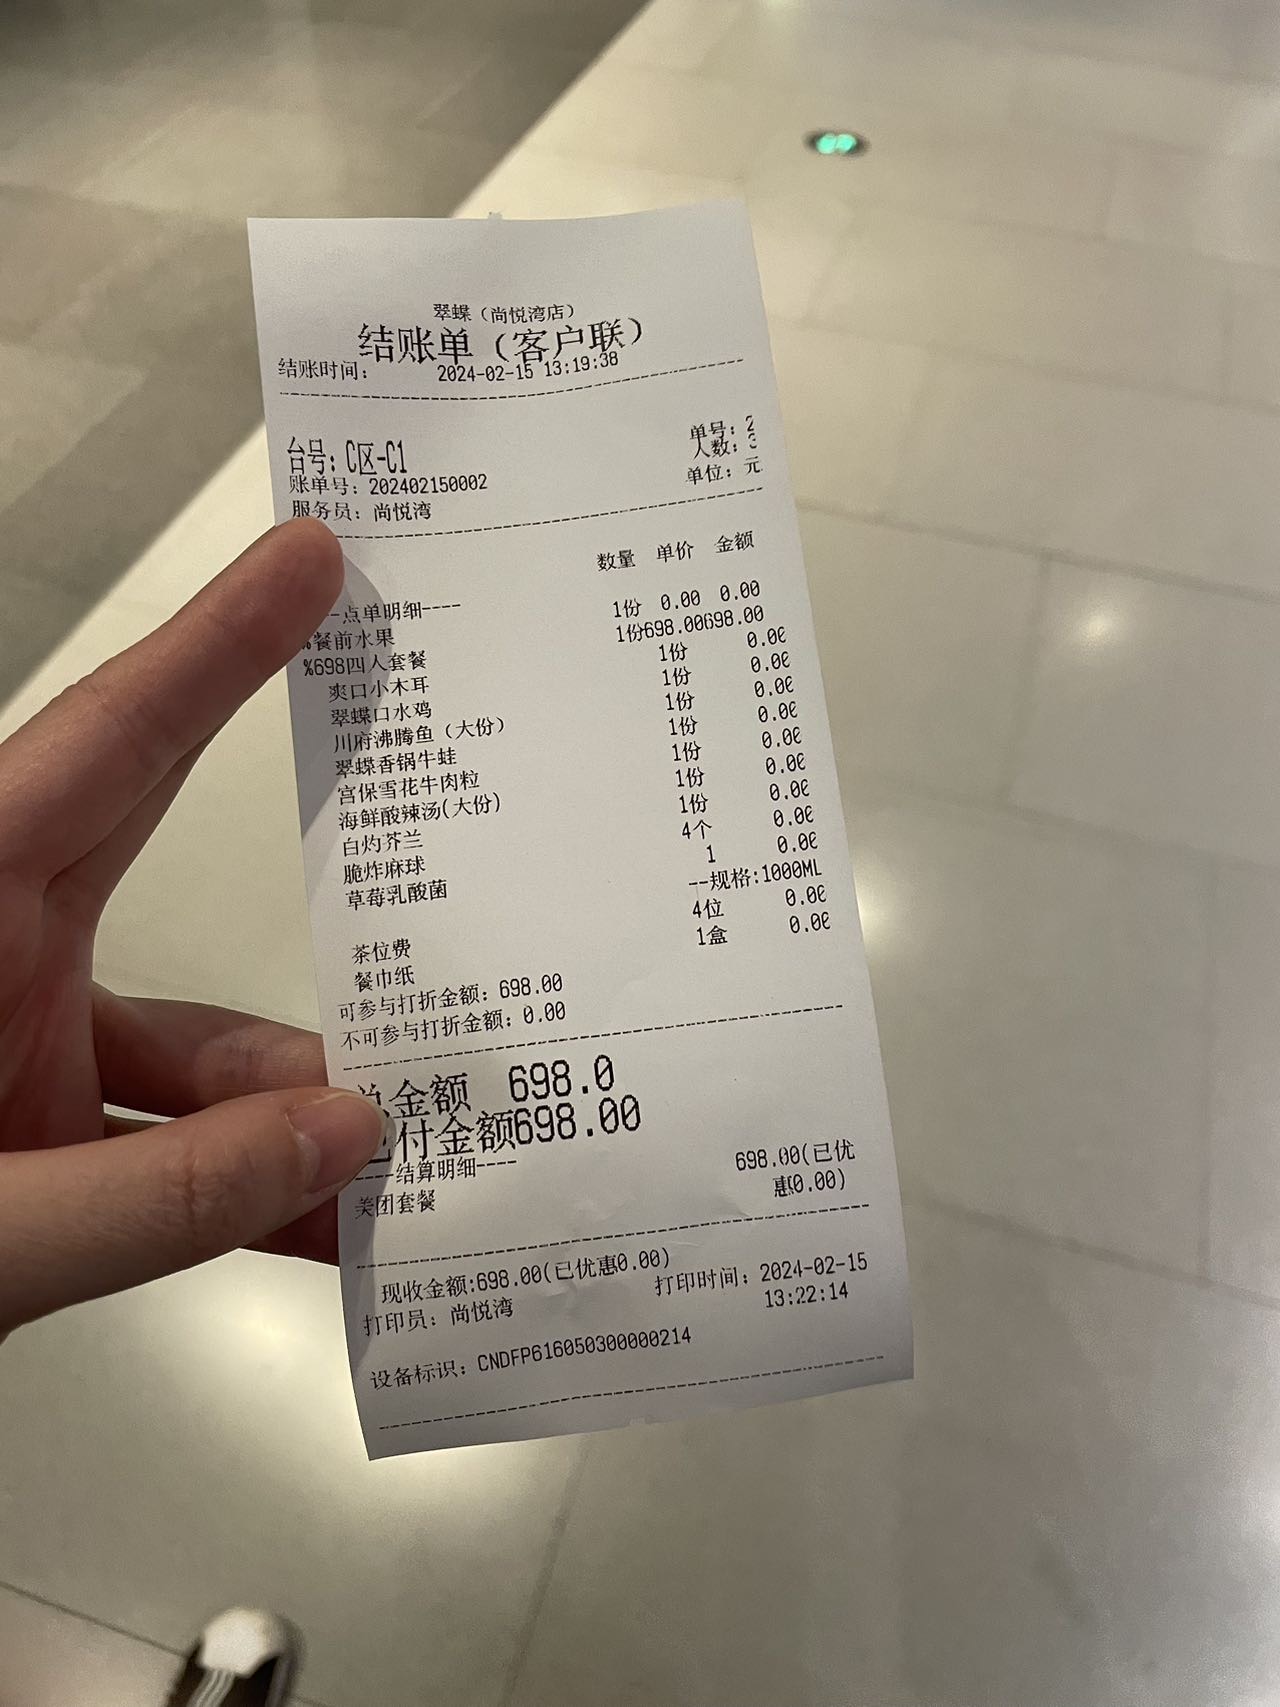 翠蝶（尚悦湾店）
结账单（客户联）
结账时间： 2024-02-15 13:19:38
单号：2
台号：C区-C1 人数：3
账单号：202402150002 单位：元
服务员：尚悦湾
数量 单价 金额
--点单明细----
%餐前水果 1份 0.00 0.00
%698四人套餐 1份698.00698.00
爽口小木耳 1份 0.00
翠蝶口水鸡 1份 0.00
川府沸腾鱼（大份） 1份 0.00
翠蝶香锅牛蛙 1份 0.00
宫保雪花牛肉粒 1份 0.00
海鲜酸辣汤(大份) 1份 0.00
白灼芥兰 1份 0.00
脆炸麻球 4个 0.00
草莓乳酸菌 1 0.00
--规格:1000ML
茶位费 4位 0.00
餐巾纸 1盒 0.00
可参与打折金额：698.00
不可参与打折金额：0.00
总金额 698.0
付金额698.00
----结算明细----
美团套餐 698.00(已优
惠0.00)
现收金额:698.00(已优惠0.00)
打印员：尚悦湾 打印时间：2024-02-15
13:22:14
设备标识：CNDFP616050300000214